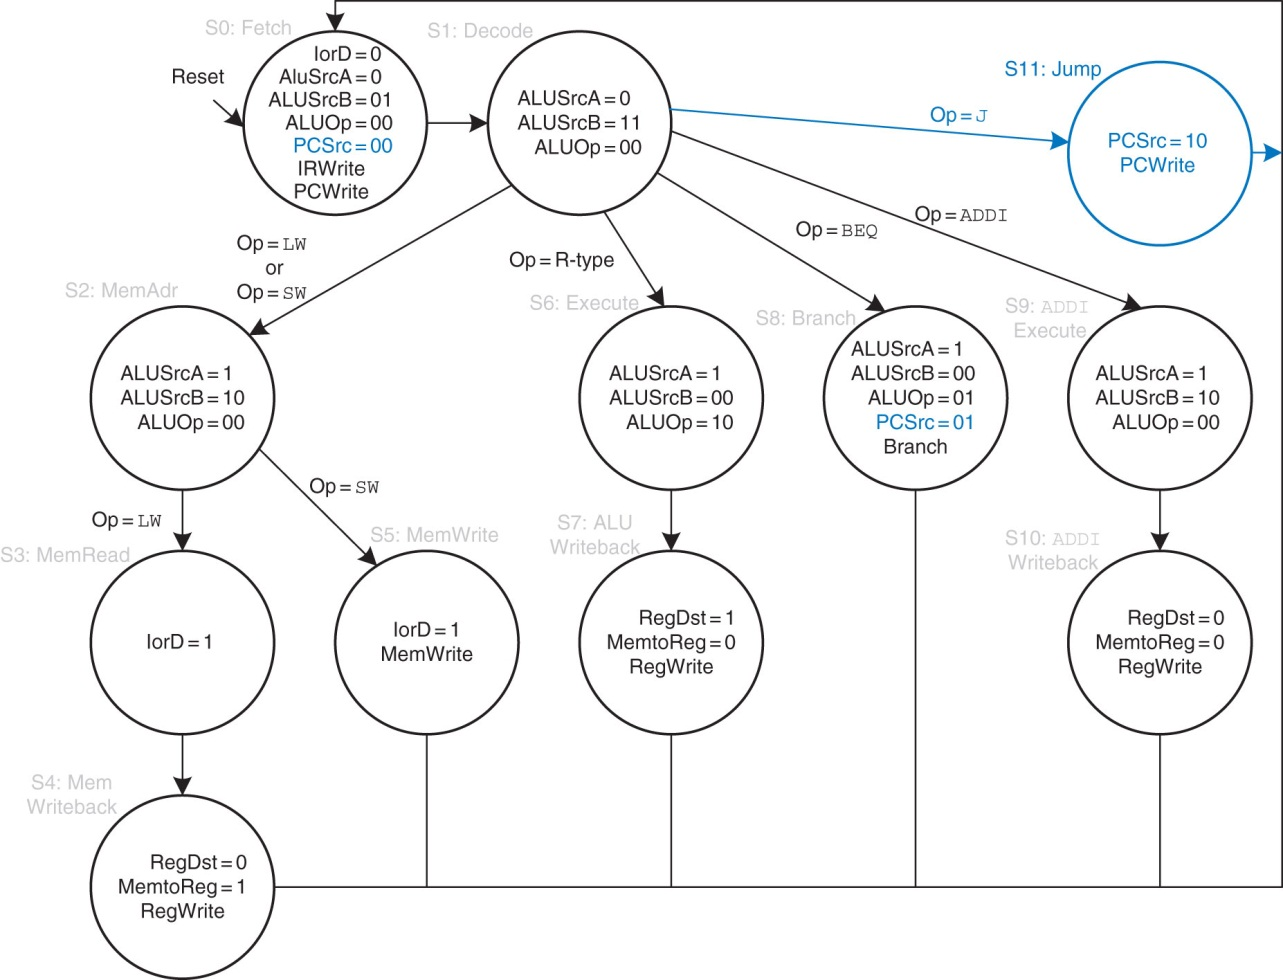 S0: Fetch
Reset
IorD = 0
AluSrcA = 0
ALUSrcB = 01
ALUOp = 00
PCSrc = 00
IRWrite
PCWrite
S1: Decode
ALUSrcA = 0
ALUSrcB = 11
ALUOp = 00
S11: Jump
Op = J
PCSrc = 10
PCWrite
Op = ADDI
Op = BEQ
Op = R-type
Op = LW
or
Op = SW
S2: MemAdr
ALUSrcA = 1
ALUSrcB = 10
ALUOp = 00
S6: Execute
ALUSrcA = 1
ALUSrcB = 00
ALUOp = 10
S8: Branch
ALUSrcA = 1
ALUSrcB = 00
ALUOp = 01
PCSrc = 01
Branch
S9: ADDI
Execute
ALUSrcA = 1
ALUSrcB = 10
ALUOp = 00
Op = LW
Op = SW
S3: MemRead
IorD = 1
S5: MemWrite
IorD = 1
MemWrite
S7: ALU
Writeback
RegDst = 1
MemtoReg = 0
RegWrite
S10: ADDI
Writeback
RegDst = 0
MemtoReg = 0
RegWrite
S4: Mem
Writeback
RegDst = 0
MemtoReg = 1
RegWrite